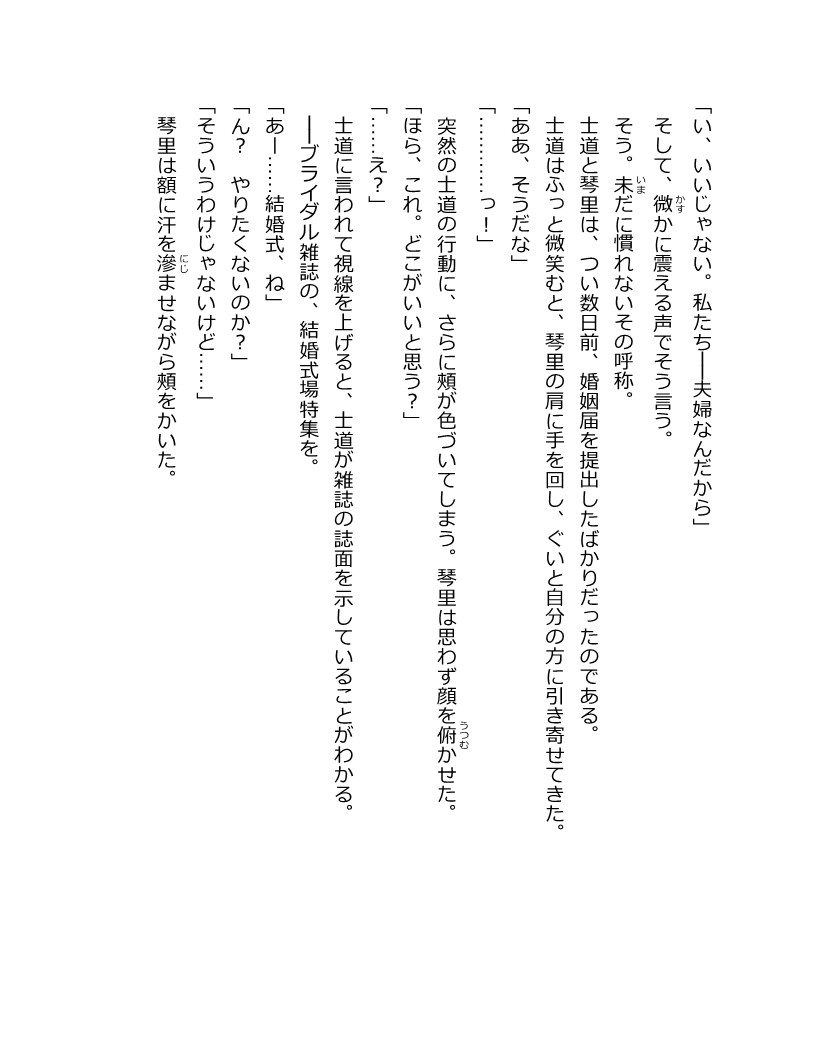 「い、いいじゃない。私たち――夫婦なんだから」
そして、微かに震える声でそう言う。
そう。未だに慣れないその呼称。
士道と琴里は、つい数日前、婚姻届を提出したばかりだったのである。
士道はふっと微笑むと、琴里の肩に手を回し、ぐいと自分の方に引き寄せてきた。
「ああ、そうだな」
「…………っ！」
突然の士道の行動に、さらに頰が色づいてしまう。琴里は思わず顔を俯かせた。
「ほら、これ。どこがいいと思う？」
「……え？」
士道に言われて視線を上げると、士道が雑誌の誌面を示していることがわかる。
――ブライダル雑誌の、結婚式場特集を。
「あー……結婚式、ね」
「ん？　やりたくないのか？」
「そういうわけじゃないけど……」
琴里は額に汗を滲ませながら頰をかいた。